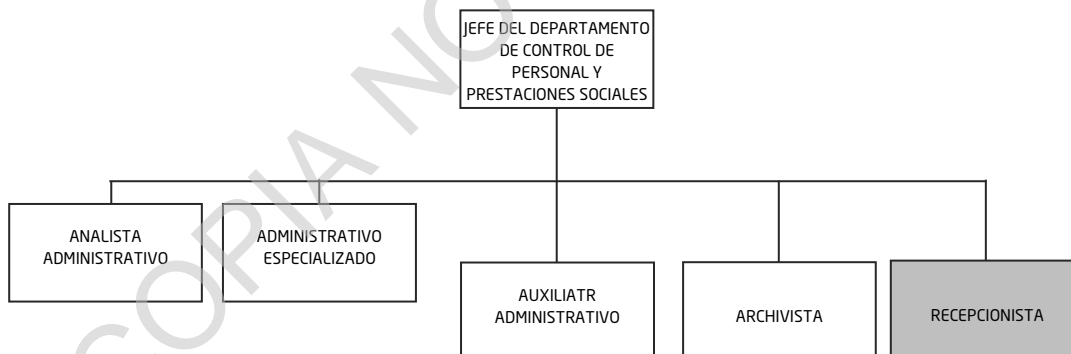 JEFE DEL DEPARTAMENTO
DE CONTROL DE
PERSONAL Y
PRESTACIONES SOCIALES
ANALISTA
ADMINISTRATIVO
ADMINISTRATIVO
ESPECIALIZADO
AUXILIATR
ADMINISTRATIVO
ARCHIVISTA
RECEPCIONISTA
COPIA NO